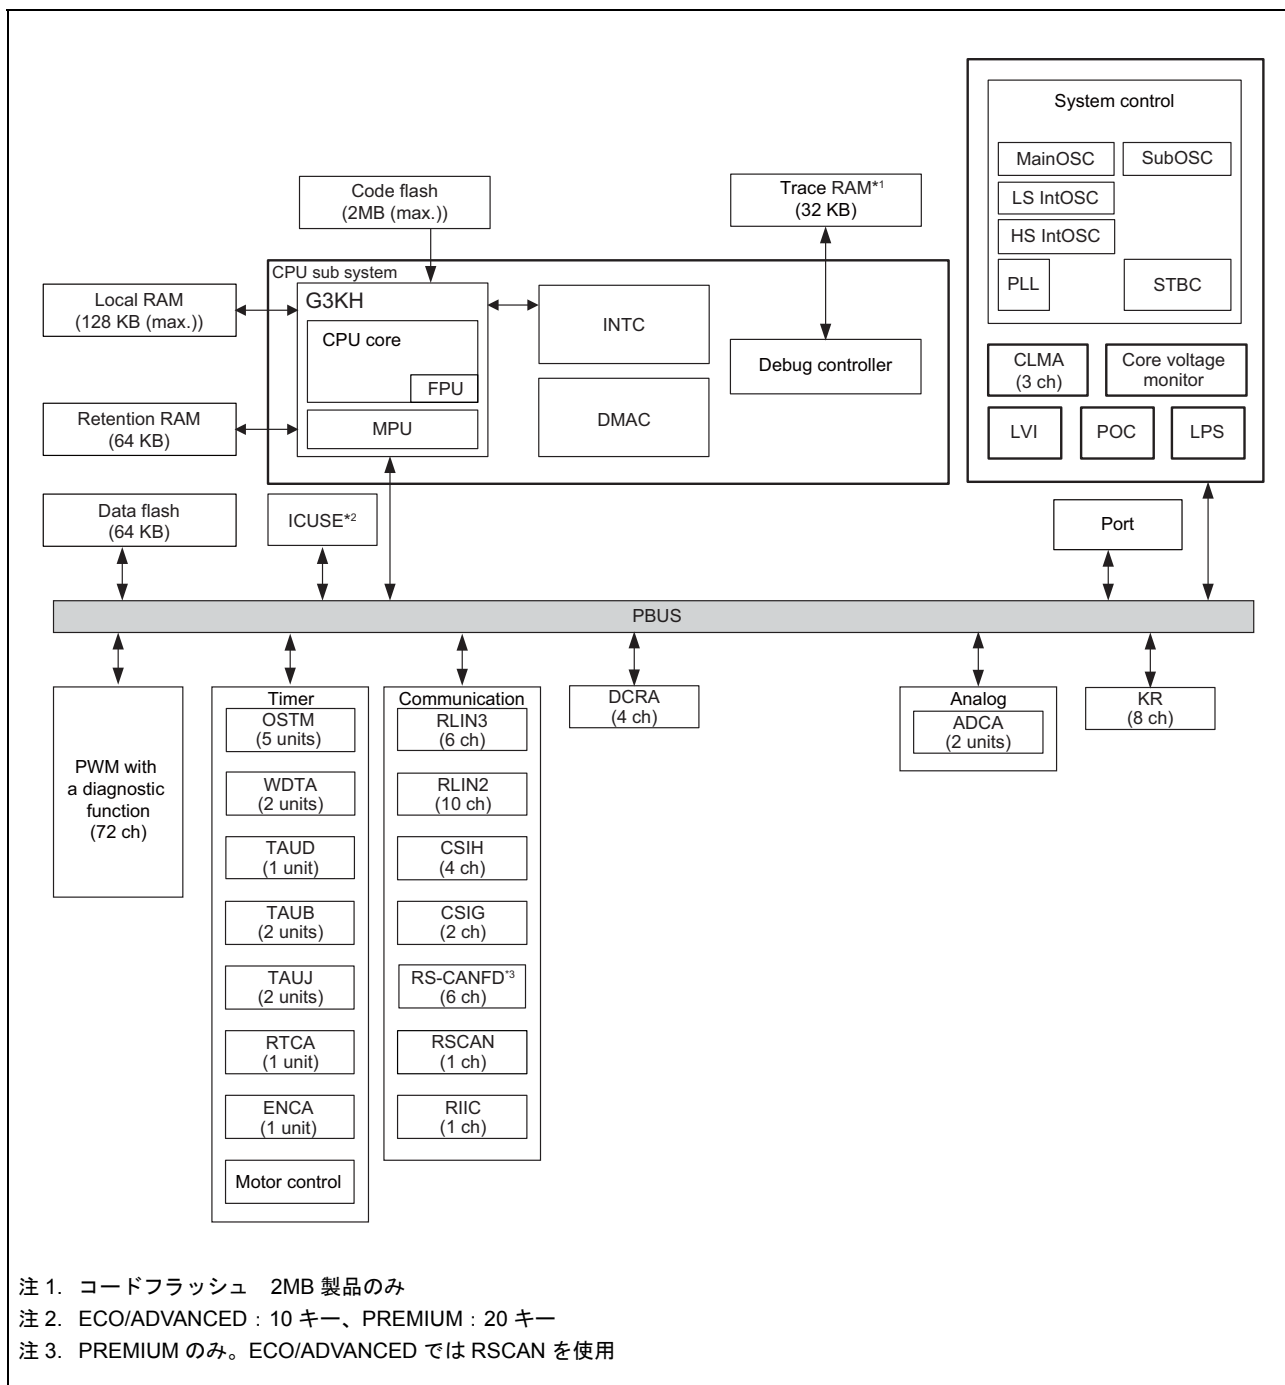 System control
MainOSC
SubOSC
LS IntOSC
HS IntOSC
PLL
STBC
CLMA
(3 ch)
Core voltage
monitor
LVI
POC
LPS
Code flash
(2MB (max.))
Trace RAM*1
(32 KB)
CPU sub system
Local RAM
(128 KB (max.))
G3KH
CPU core
FPU
MPU
INTC
DMAC
Debug controller
Retention RAM
(64 KB)
Data flash
(64 KB)
ICUSE*2
Port
PBUS
PWM with
a diagnostic
function
(72 ch)
Timer
OSTM
(5 units)
WDTA
(2 units)
TAUD
(1 unit)
TAUB
(2 units)
TAUJ
(2 units)
RTCA
(1 unit)
ENCA
(1 unit)
Motor control
Communication
RLIN3
(6 ch)
RLIN2
(10 ch)
CSIH
(4 ch)
CSIG
(2 ch)
RS-CANFD*3
(6 ch)
RSCAN
(1 ch)
RIIC
(1 ch)
DCRA
(4 ch)
Analog
ADCA
(2 units)
KR
(8 ch)
注 1. コードフラッシュ 2MB 製品のみ
注 2. ECO/ADVANCED：10 キー、PREMIUM：20 キー
注 3. PREMIUM のみ。ECO/ADVANCED では RSCAN を使用